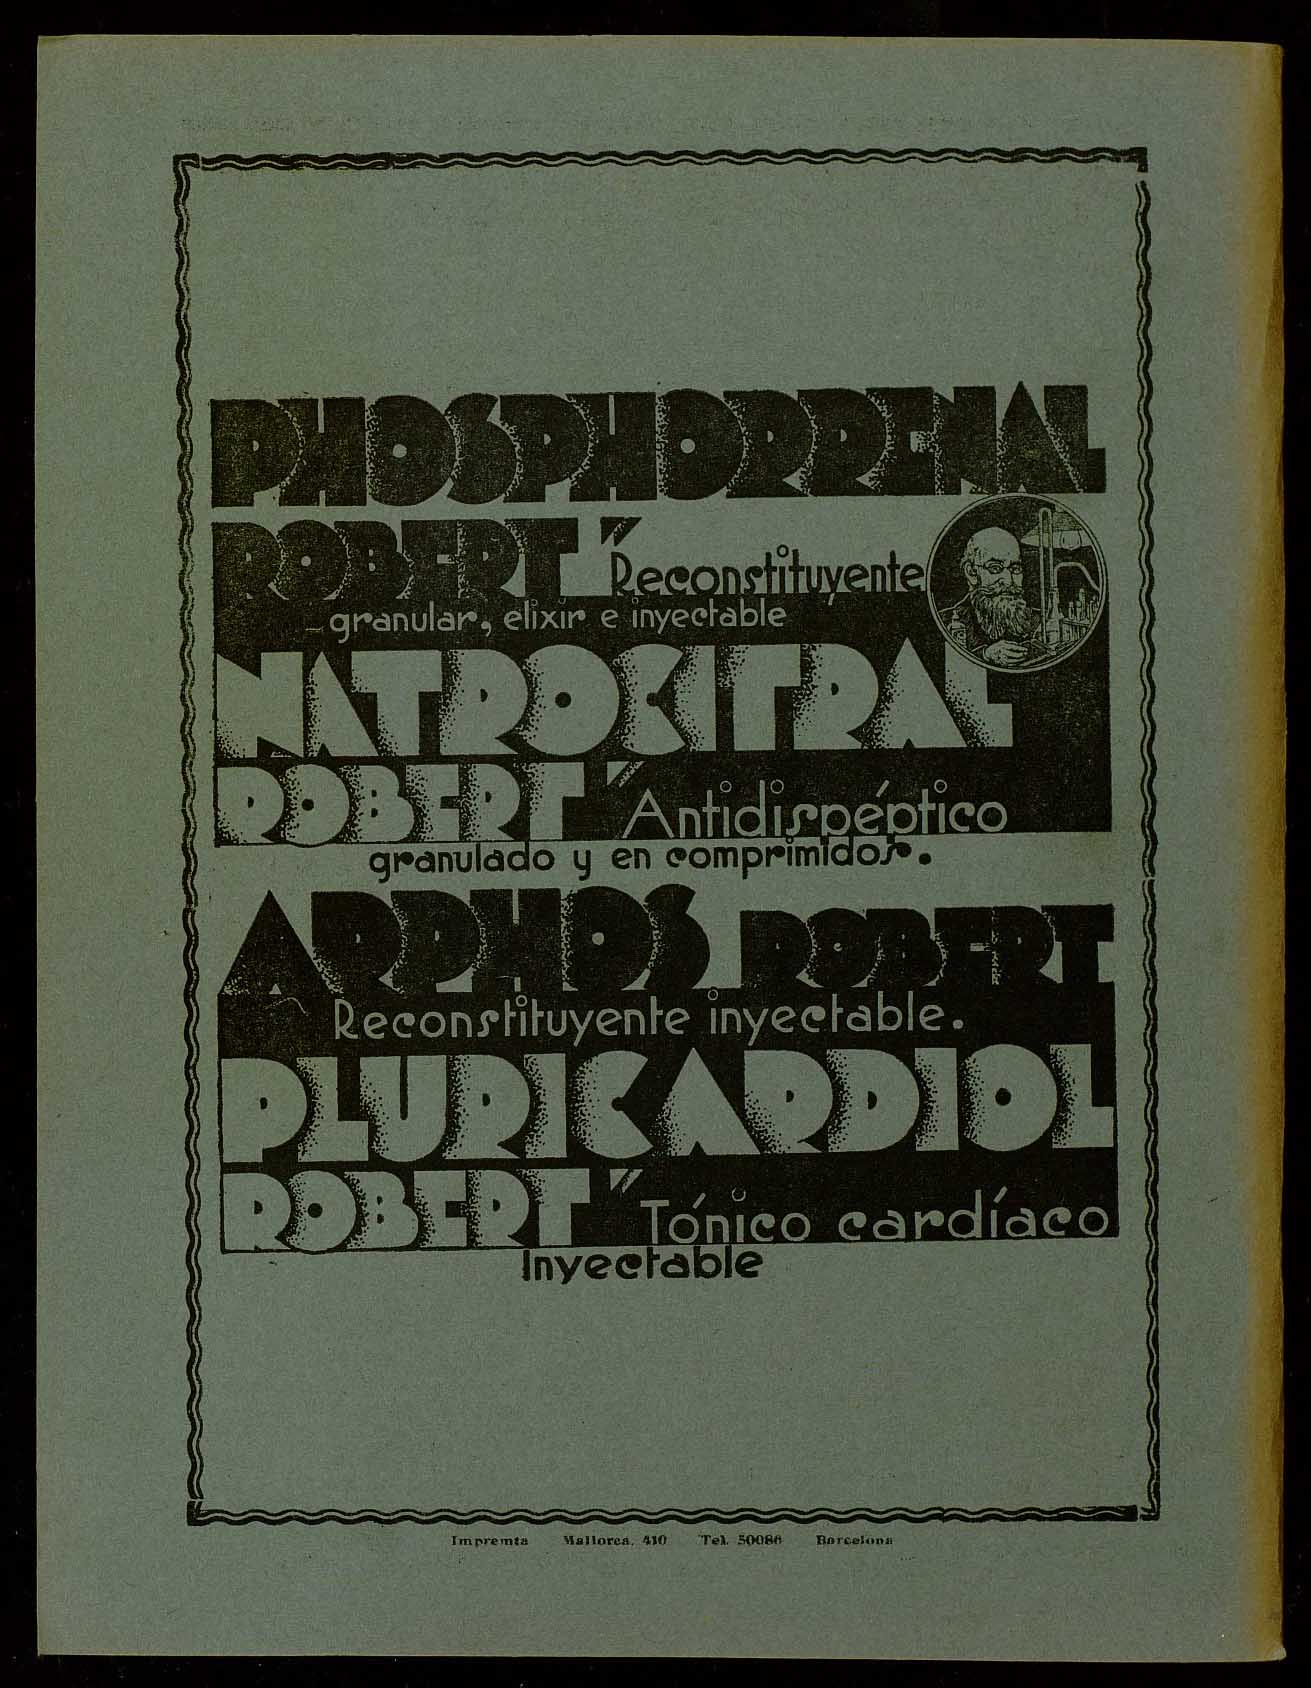 PHOSPHORRENAL
ROBERT " Reconstituyente
granular, elixir e inyectable
NATROCITRAL
ROBERT " Antidispéptico
granulado y en comprimidos.
ARPHOS ROBERT
Reconstituyente inyectable.
PLURICARDIOL
ROBERT " Tónico cardíaco
Inyectable
Impremta Mallorca, 410 Tel. 50086 Barcelona